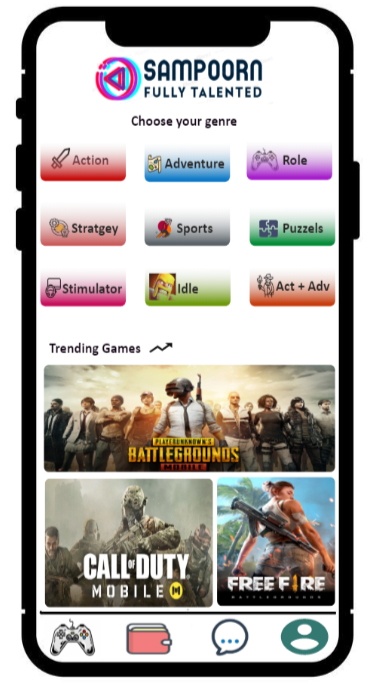 SAMPOORN
FULLY TALENTED
Choose your genre
Action
Adventure
Role
Stratgey
Sports
Puzzels
Stimulator
Idle
Act + Adv
Trending Games
PLAYERUNKNOWN'S
BATTLEGROUNDS
MOBILE
CALL OF DUTY
MOBILE
FREE FIRE
BATTLEGROUNDS